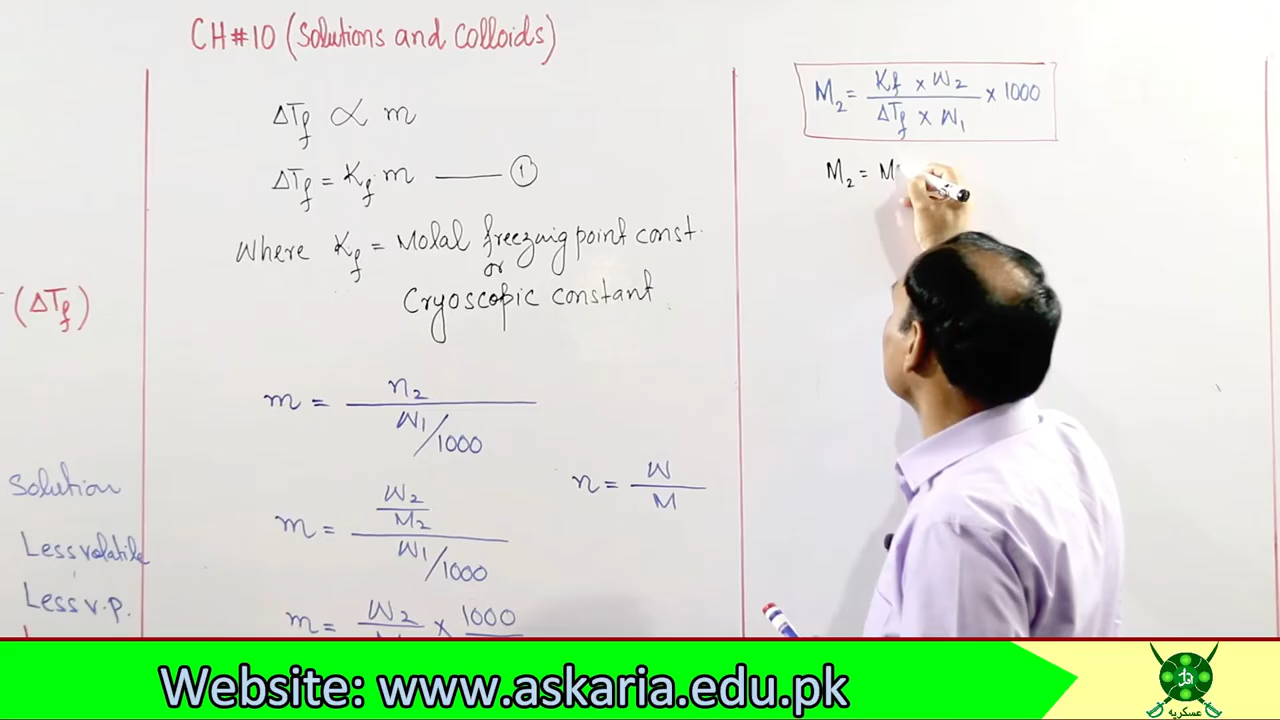 CH#10 (Solutions and Colloids)
(ΔTf)
Solution
Less volatile
Less v.p.
ΔTf ∝ m
ΔTf = Kf m —— ①
Where Kf = Molal freezing point const.
or
Cryoscopic constant
m = n2 / W1/1000
n = W / M
m = W2/M2 / W1/1000
m = W2 × 1000
M2 = Kf × W2 / ΔTf × W1 × 1000
M2 = M
Website: www.askaria.edu.pk
عسکریہ